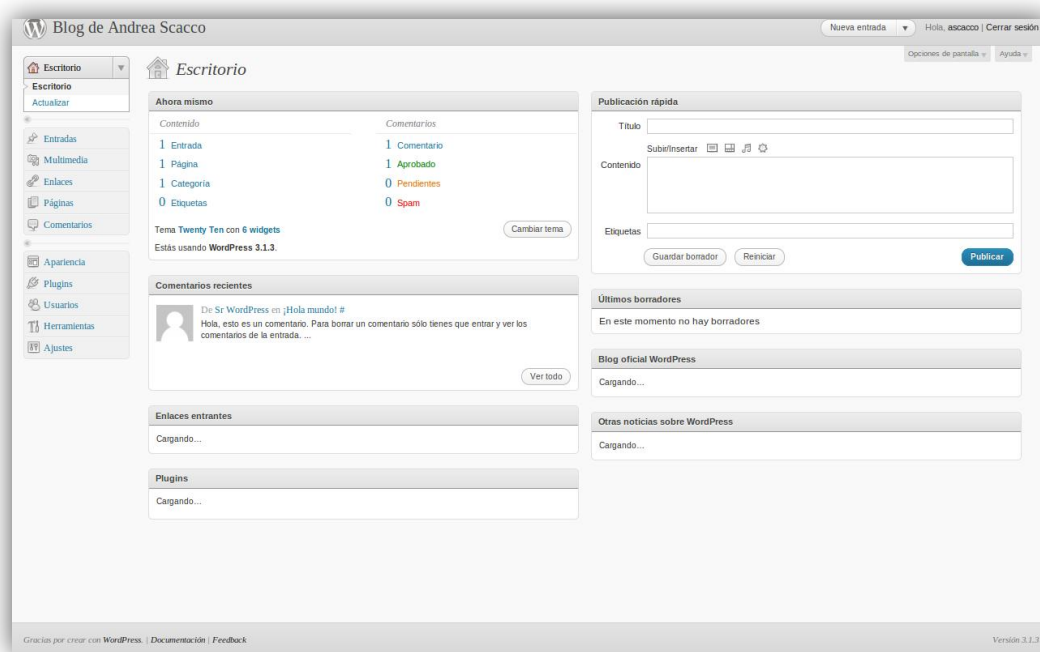 Blog de Andrea Scacco
Nueva entrada
Hola, ascacco | Cerrar sesión
Opciones de pantalla
Ayuda
Escritorio
Escritorio
Actualizar
Entradas
Multimedia
Enlaces
Páginas
Comentarios
Apariencia
Plugins
Usuarios
Herramientas
Ajustes
Escritorio
Ahora mismo
Contenido
1 Entrada
1 Página
1 Categoría
0 Etiquetas
Comentarios
1 Comentario
1 Aprobado
0 Pendientes
0 Spam
Tema Twenty Ten con 6 widgets
Cambiar tema
Estás usando WordPress 3.1.3.
Comentarios recientes
De Sr WordPress en ¡Hola mundo! #
Hola, esto es un comentario. Para borrar un comentario sólo tienes que entrar y ver los
comentarios de la entrada. ...
Ver todo
Enlaces entrantes
Cargando...
Plugins
Cargando...
Publicación rápida
Título
Subir/Insertar
Contenido
Etiquetas
Guardar borrador
Reiniciar
Publicar
Últimos borradores
En este momento no hay borradores
Blog oficial WordPress
Cargando...
Otras noticias sobre WordPress
Cargando...
Gracias por crear con WordPress. | Documentación | Feedback
Versión 3.1.3